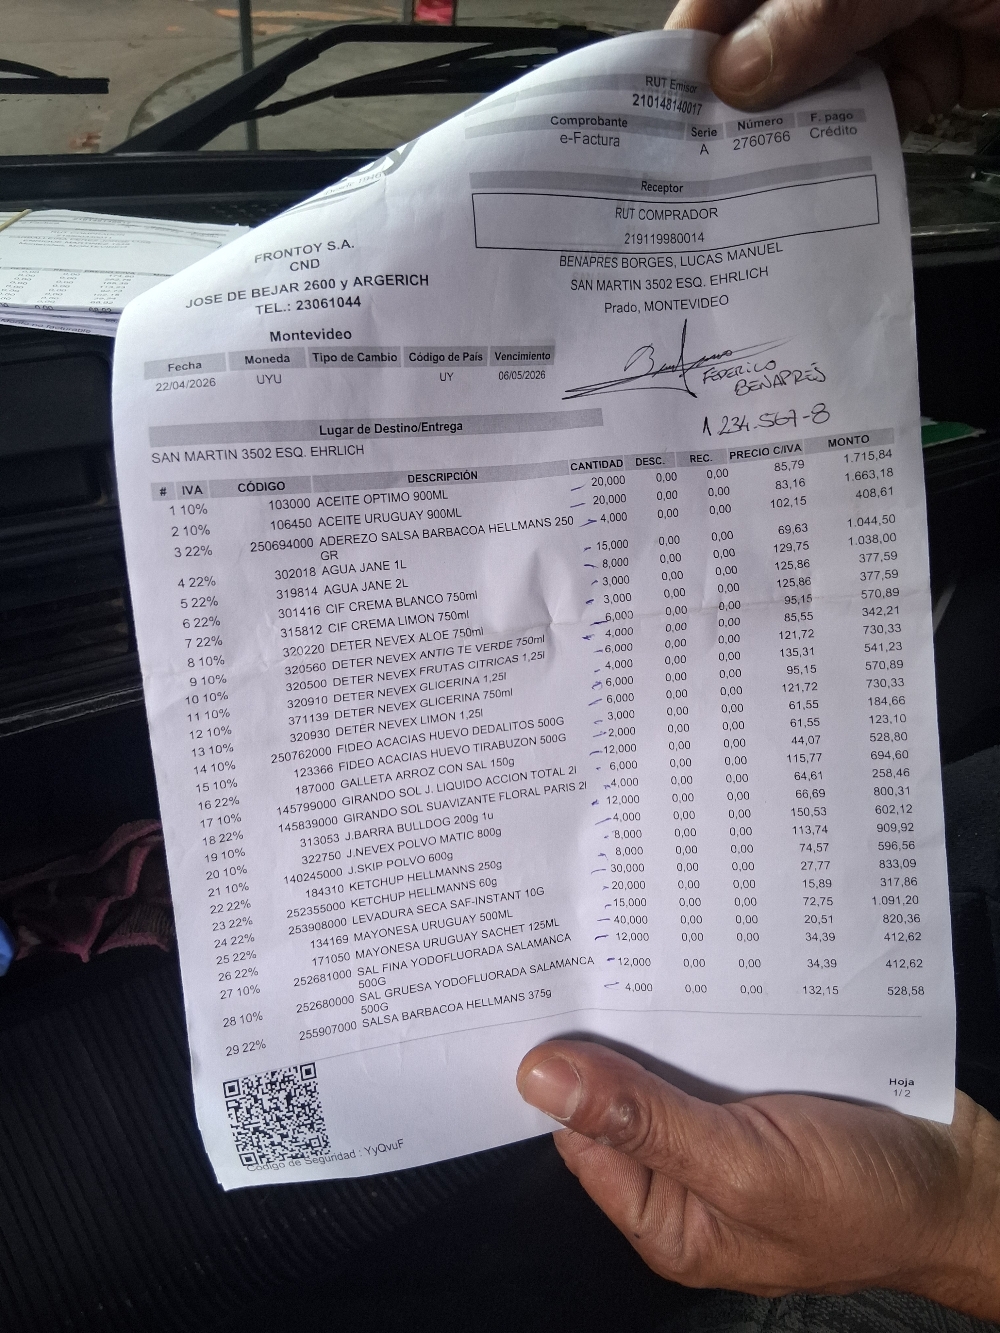 RUT Emisor
210148140017
Comprobante Serie Número F. pago
e-Factura A 2760766 Crédito
Receptor
RUT COMPRADOR
219119980014
BENAPRES BORGES, LUCAS MANUEL
SAN MARTIN 3502 ESQ. EHRLICH
Prado, MONTEVIDEO
FRONTOY S.A.
CND
JOSE DE BEJAR 2600 y ARGERICH
TEL.: 23061044
Montevideo
Fecha Moneda Tipo de Cambio Código de País Vencimiento
22/04/2026 UYU UY 06/05/2026
FEDERICO
BENAPRES
1.234.567-8
Lugar de Destino/Entrega
SAN MARTIN 3502 ESQ. EHRLICH
# IVA CÓDIGO DESCRIPCIÓN CANTIDAD DESC. REC. PRECIO C/IVA MONTO
1 10% 103000 ACEITE OPTIMO 900ML 20,000 0,00 0,00 85,79 1.715,84
2 10% 106450 ACEITE URUGUAY 900ML 20,000 0,00 0,00 83,16 1.663,18
3 22% 250694000 ADEREZO SALSA BARBACOA HELLMANS 250 4,000 0,00 0,00 102,15 408,61
GR
4 22% 302018 AGUA JANE 1L 15,000 0,00 0,00 69,63 1.044,50
5 22% 319814 AGUA JANE 2L 8,000 0,00 0,00 129,75 1.038,00
6 22% 301416 CIF CREMA BLANCO 750ml 3,000 0,00 0,00 125,86 377,59
7 22% 315812 CIF CREMA LIMON 750ml 3,000 0,00 0,00 125,86 377,59
8 10% 320220 DETER NEVEX ALOE 750ml 6,000 0,00 0,00 95,15 570,89
9 10% 320560 DETER NEVEX ANTIG TE VERDE 750ml 4,000 0,00 0,00 85,55 342,21
10 10% 320500 DETER NEVEX FRUTAS CITRICAS 1,25l 6,000 0,00 0,00 121,72 730,33
11 10% 320910 DETER NEVEX GLICERINA 1,25l 4,000 0,00 0,00 135,31 541,23
12 10% 371139 DETER NEVEX GLICERINA 750ml 6,000 0,00 0,00 95,15 570,89
13 10% 320930 DETER NEVEX LIMON 1,25l 6,000 0,00 0,00 121,72 730,33
14 10% 250762000 FIDEO ACACIAS HUEVO DEDALITOS 500G 3,000 0,00 0,00 61,55 184,66
15 10% 123366 FIDEO ACACIAS HUEVO TIRABUZON 500G 2,000 0,00 0,00 61,55 123,10
16 22% 187000 GALLETA ARROZ CON SAL 150g 12,000 0,00 0,00 44,07 528,80
17 10% 145799000 GIRANDO SOL J. LIQUIDO ACCION TOTAL 2l 6,000 0,00 0,00 115,77 694,60
18 22% 145839000 GIRANDO SOL SUAVIZANTE FLORAL PARIS 2l 4,000 0,00 0,00 64,61 258,46
19 10% 313053 J.BARRA BULLDOG 200g 1u 12,000 0,00 0,00 66,69 800,31
20 10% 322750 J.NEVEX POLVO MATIC 800g 4,000 0,00 0,00 150,53 602,12
21 10% 140245000 J.SKIP POLVO 600g 8,000 0,00 0,00 113,74 909,92
22 22% 184310 KETCHUP HELLMANNS 250g 8,000 0,00 0,00 74,57 596,56
23 22% 252355000 KETCHUP HELLMANNS 60g 30,000 0,00 0,00 27,77 833,09
24 22% 253908000 LEVADURA SECA SAF-INSTANT 10G 20,000 0,00 0,00 15,89 317,86
25 22% 134169 MAYONESA URUGUAY 500ML 15,000 0,00 0,00 72,75 1.091,20
26 22% 171050 MAYONESA URUGUAY SACHET 125ML 40,000 0,00 0,00 20,51 820,36
27 10% 252681000 SAL FINA YODOFLUORADA SALAMANCA 12,000 0,00 0,00 34,39 412,62
500G
28 10% 252680000 SAL GRUESA YODOFLUORADA SALAMANCA 12,000 0,00 0,00 34,39 412,62
500G
29 22% 255907000 SALSA BARBACOA HELLMANS 375g 4,000 0,00 0,00 132,15 528,58
Hoja
1/ 2
Código de Seguridad : YyQvuF